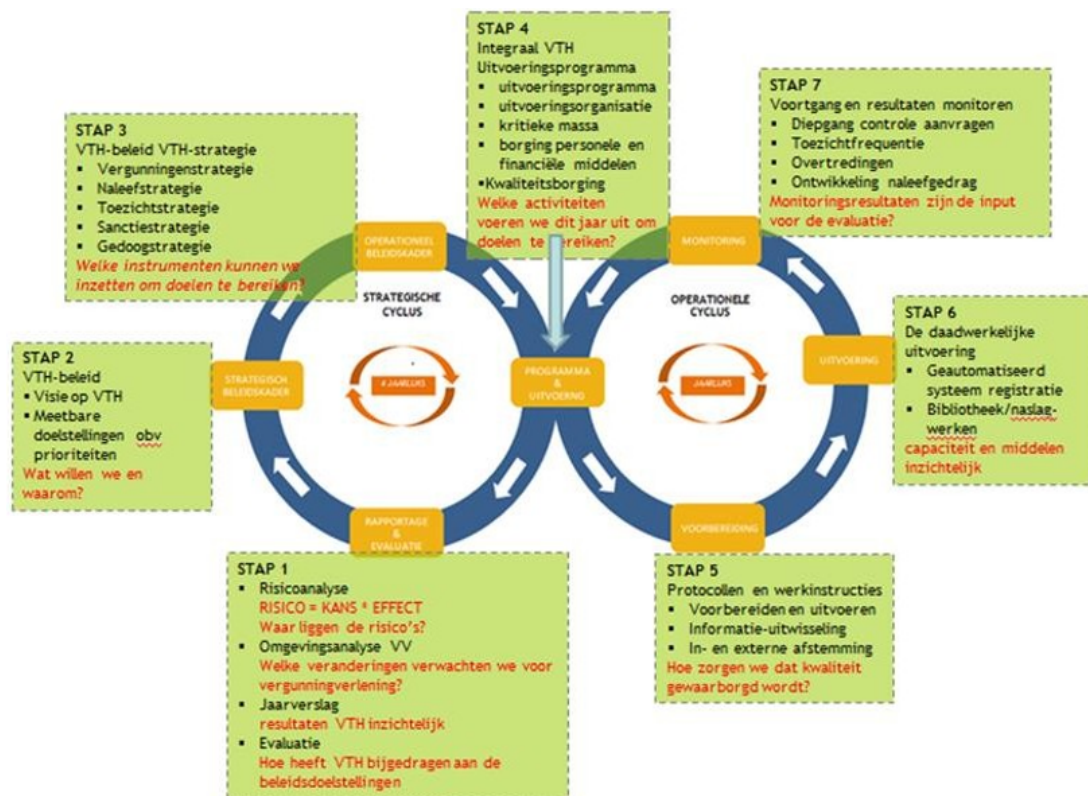 STAP 4
Integraal VTH
Uitvoeringsprogramma
▪ uitvoeringsprogramma
▪ uitvoeringsorganisatie
▪ kritieke massa
▪ borging personele en
financiële middelen
▪Kwaliteitsborging
Welke activiteiten
voeren we dit jaar uit om
doelen te bereiken?
STAP 7
Voortgang en resultaten monitoren
▪ Diepgang controle aanvragen
▪ Toezichtfrequentie
▪ Overtredingen
▪ Ontwikkeling naleefgedrag
Monitoringsresultaten zijn de input
voor de evaluatie?
STAP 3
VTH-beleid VTH-strategie
▪ Vergunningenstrategie
▪ Naleefstrategie
▪ Toezichtstrategie
▪ Sanctiestrategie
▪ Gedoogstrategie
Welke instrumenten kunnen we
inzetten om doelen te bereiken?
OPERATIONEEL
BELEIDSKADER
MONITORING
STRATEGISCHE
CYCLUS
OPERATIONELE
CYCLUS
STAP 6
De daadwerkelijke
uitvoering
▪ Geautomatiseerd
systeem registratie
▪ Bibliotheek/naslag-
werken
capaciteit en middelen
inzichtelijk
STAP 2
VTH-beleid
▪ Visie op VTH
▪ Meetbare
doelstellingen obv
prioriteiten
Wat willen we en
waarom?
STRATEGISCH
BELEIDSKADER
4 JAARLIJKS
PROGRAMMA
&
UITVOERING
JAARLIJKS
UITVOERING
RAPPORTAGE
&
EVALUATIE
VOORBEREIDING
STAP 1
▪ Risicoanalyse
RISICO = KANS * EFFECT
Waar liggen de risico's?
▪ Omgevingsanalyse VV
Welke veranderingen verwachten we voor
vergunningverlening?
▪ Jaarverslag
resultaten VTH inzichtelijk
▪ Evaluatie
Hoe heeft VTH bijgedragen aan de
beleidsdoelstellingen
STAP 5
Protocollen en werkinstructies
▪ Voorbereiden en uitvoeren
▪ Informatie-uitwisseling
▪ In- en externe afstemming
Hoe zorgen we dat kwaliteit
gewaarborgd wordt?